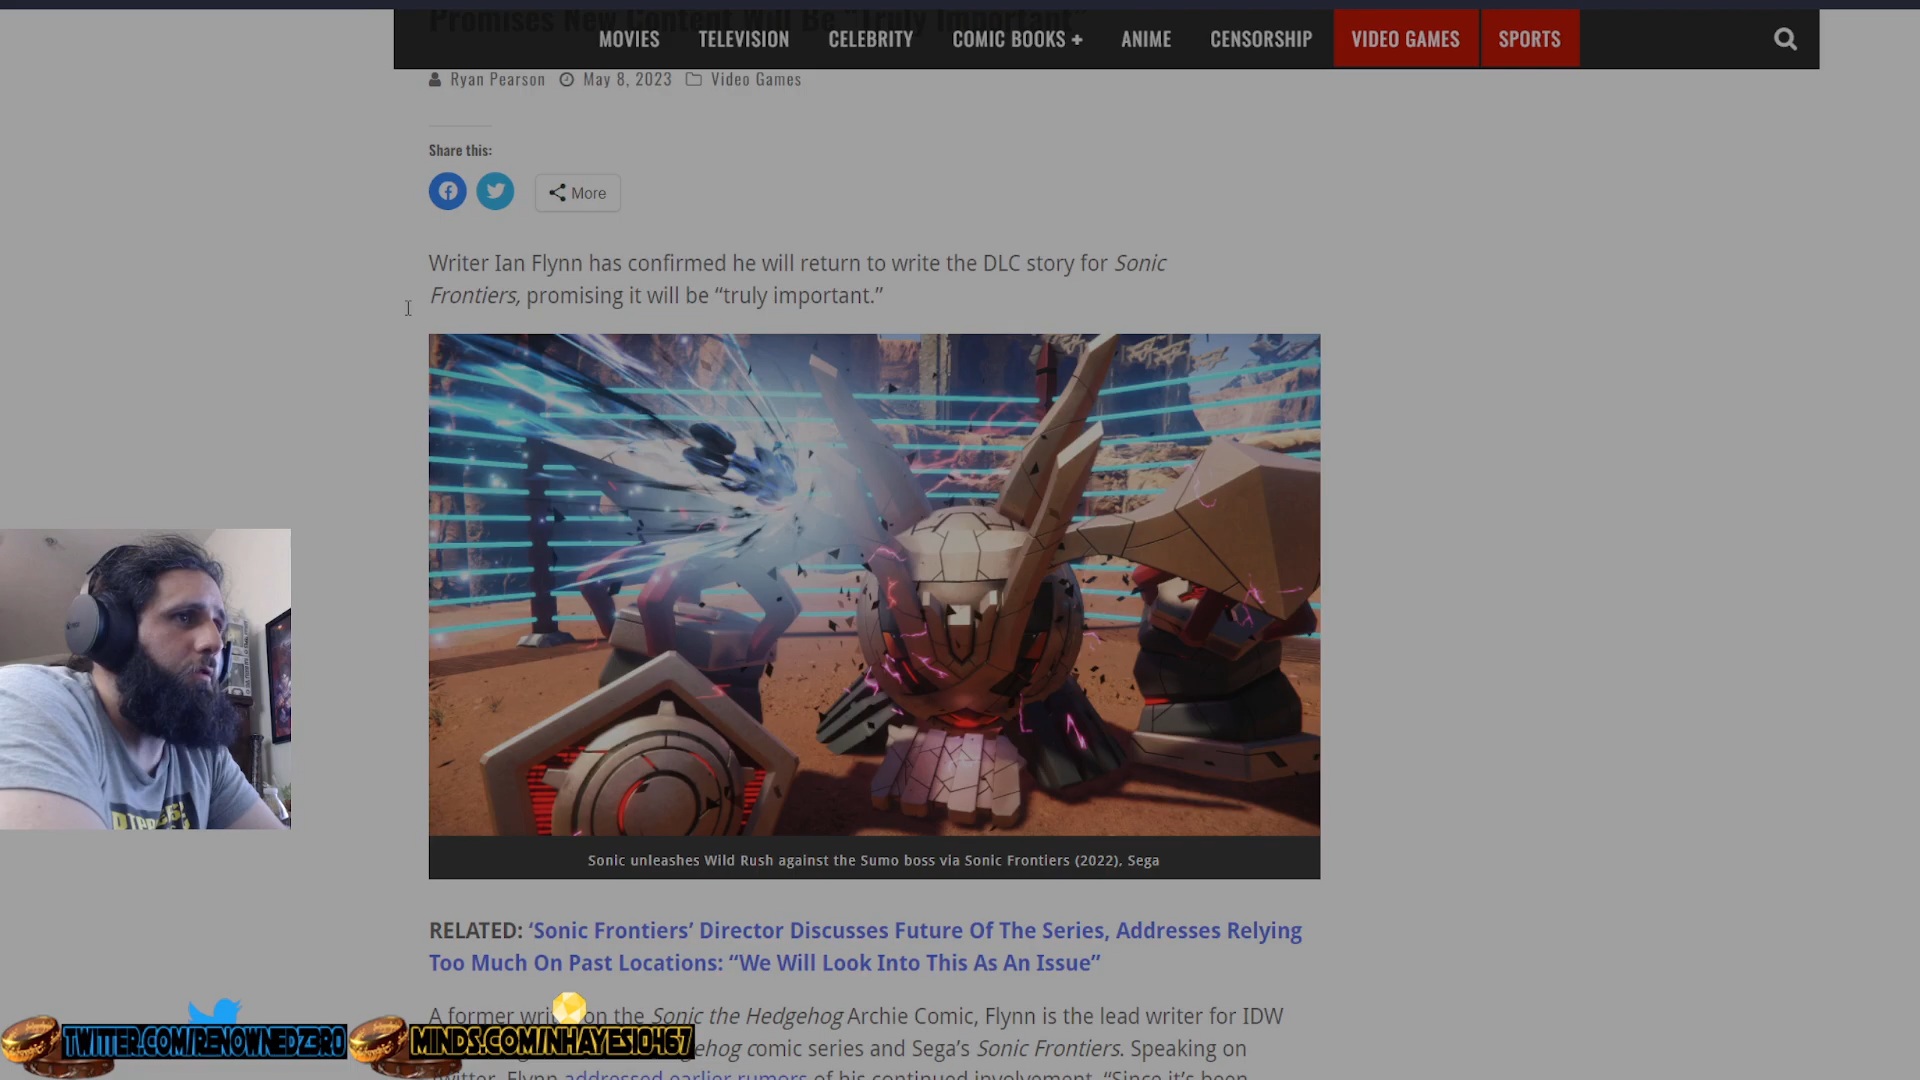 Promises New Content Will Be "Truly Important"
MOVIES TELEVISION CELEBRITY COMIC BOOKS + ANIME CENSORSHIP VIDEO GAMES SPORTS
Ryan Pearson May 8, 2023 Video Games
Share this:
More
Writer Ian Flynn has confirmed he will return to write the DLC story for Sonic
Frontiers, promising it will be “truly important.”
Sonic unleashes Wild Rush against the Sumo boss via Sonic Frontiers (2022), Sega
RELATED: ‘Sonic Frontiers’ Director Discusses Future Of The Series, Addresses Relying
Too Much On Past Locations: “We Will Look Into This As An Issue”
A former on the Sonic the Hedgehog Archie Comic, Flynn is the lead writer for IDW
comic series and Sega’s Sonic Frontiers. Speaking on
Twitter, Flynn addressed earlier rumors of his continued involvement. “Since it’s been
TWITTER.COM/RENOWNEDZ3R0
MINDS.COM/NHAYES10467